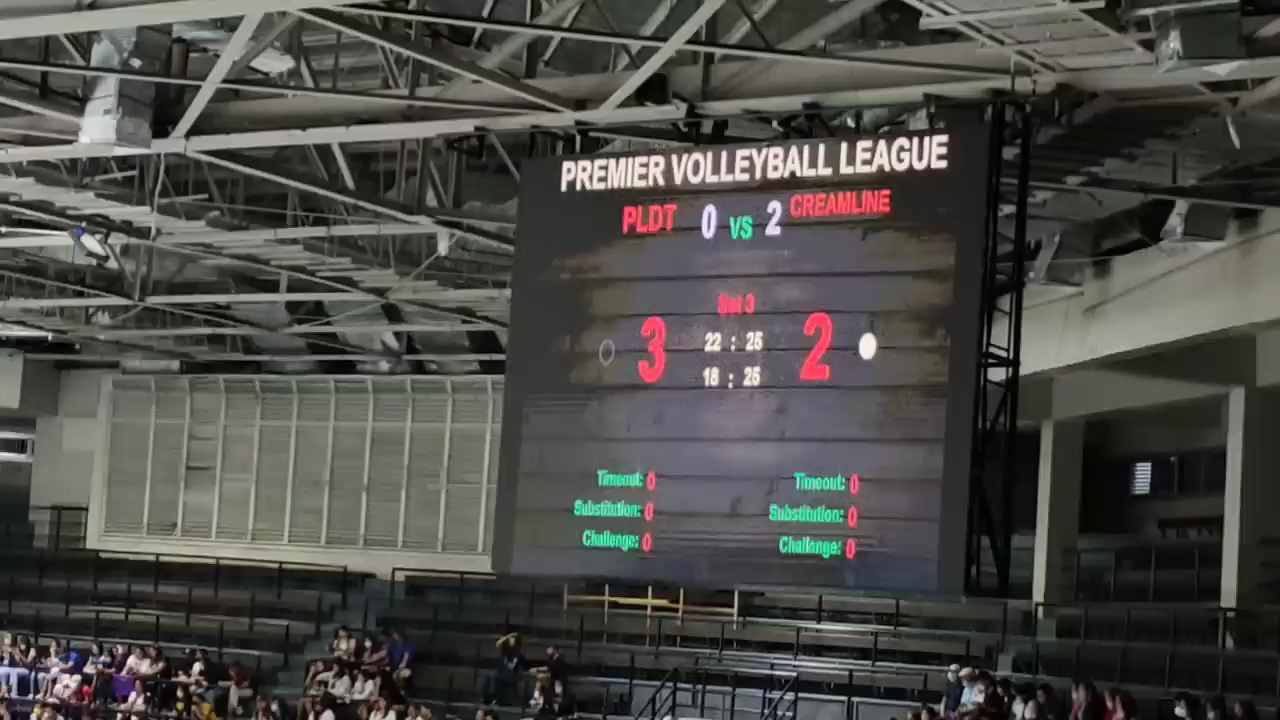 PREMIER VOLLEYBALL LEAGUE
PLDT 0 VS 2 CREAMLINE
Set 3
3 22 : 25 2
18 : 25
Timeout: 0 Timeout: 0
Substitution: 0 Substitution: 0
Challenge: 0 Challenge: 0